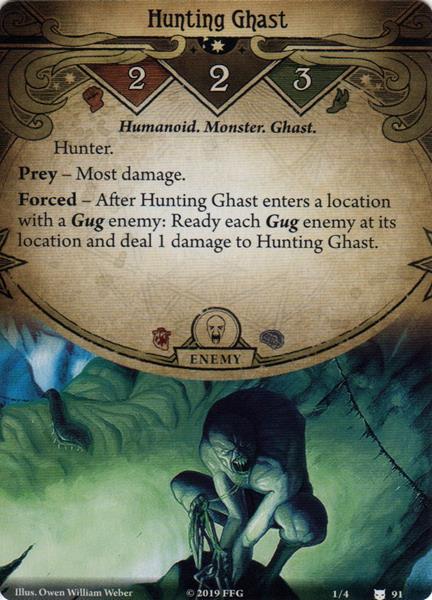 Hunting Ghast
2 2 3
Humanoid. Monster. Ghast.
Hunter.
Prey – Most damage.
Forced – After Hunting Ghast enters a location
with a Gug enemy: Ready each Gug enemy at its
location and deal 1 damage to Hunting Ghast.
ENEMY
Illus. Owen William Weber © 2019 FFG 1/4 91